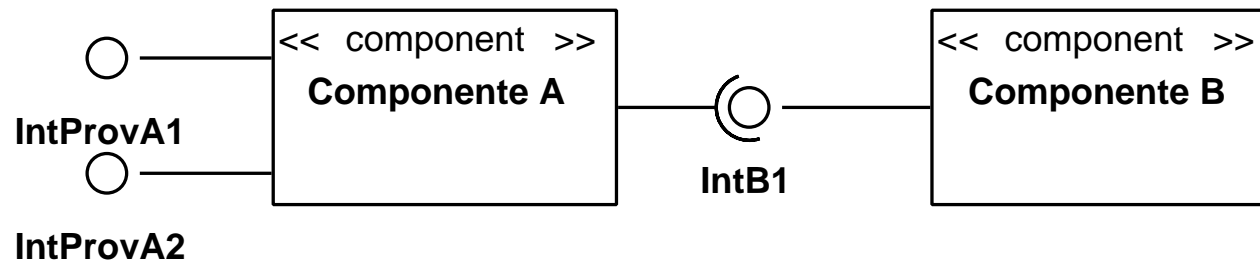 << component >>
Componente A
IntProvA1
IntProvA2
IntB1
<< component >>
Componente B